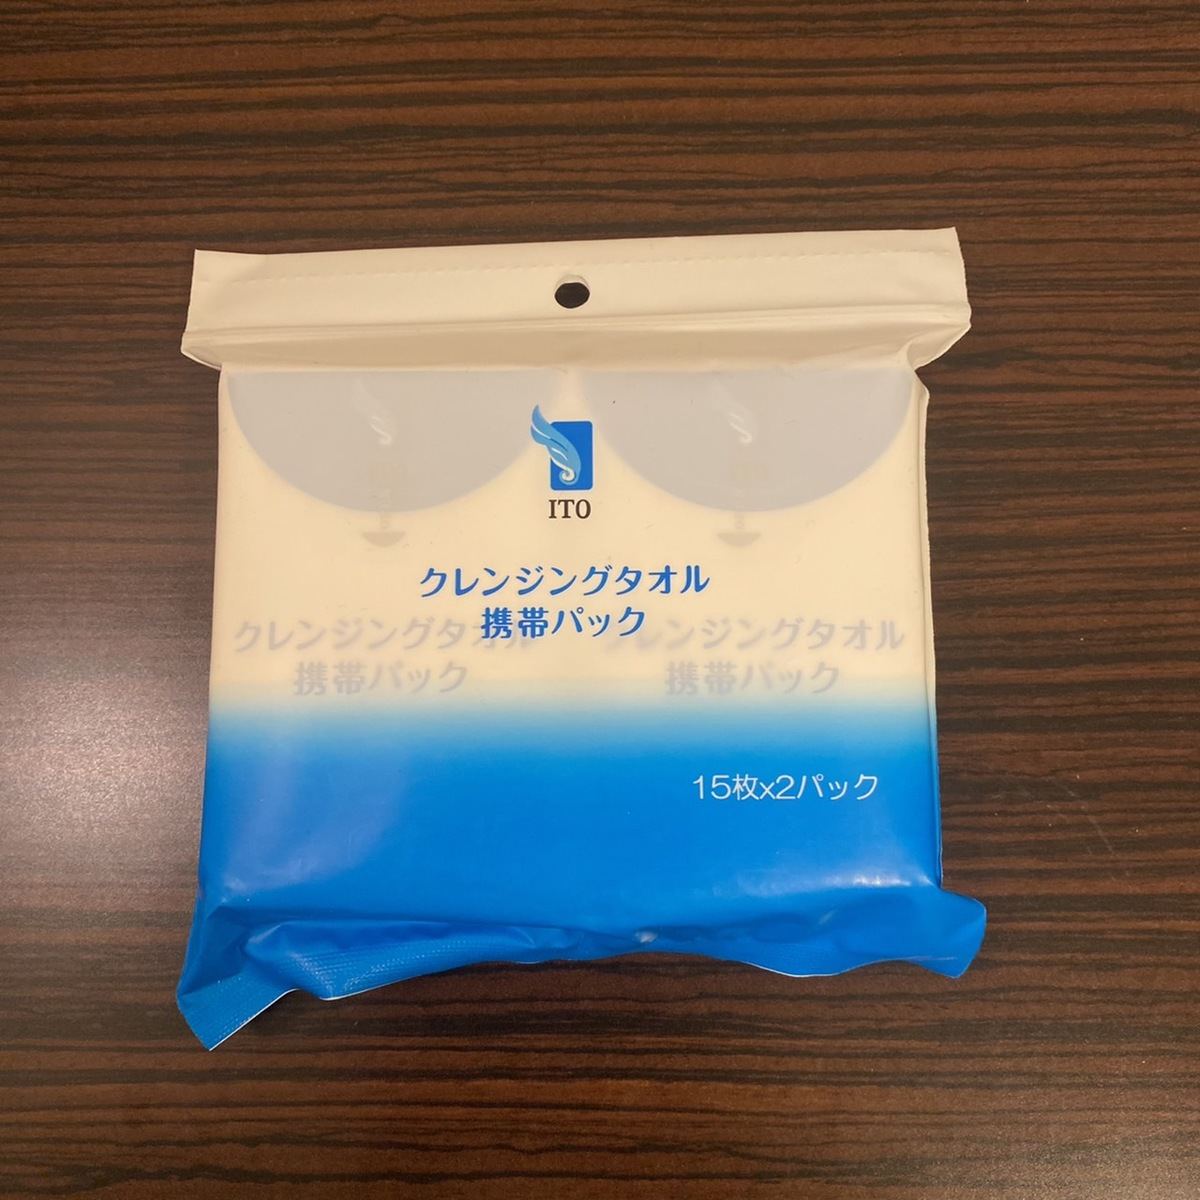 ITO
クレンジングタオル
携帯パック
クレンジングタオル
携帯パック
レンジングタオル
携帯パック
15枚x2パック